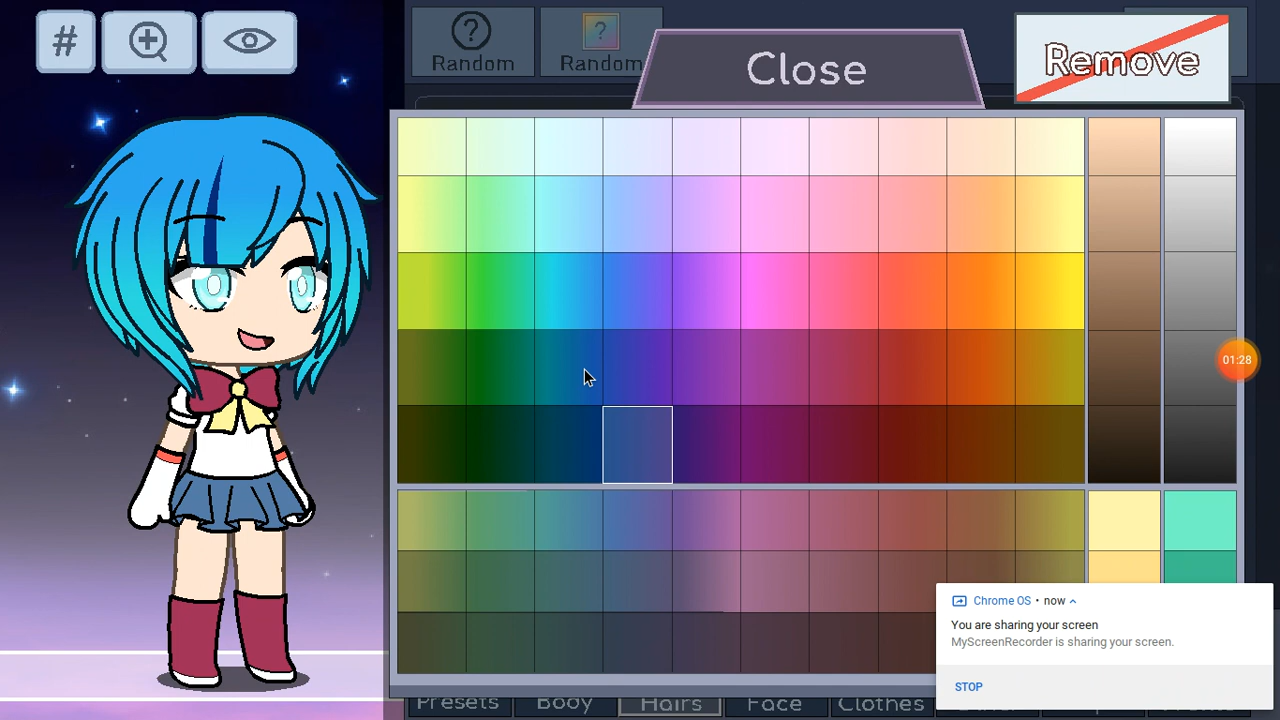 #
?
?
Random
Random
Close
Remove
01:28
Chrome OS • now
You are sharing your screen
MyScreenRecorder is sharing your screen.
STOP
Presets
Body
Hairs
Face
Clothes